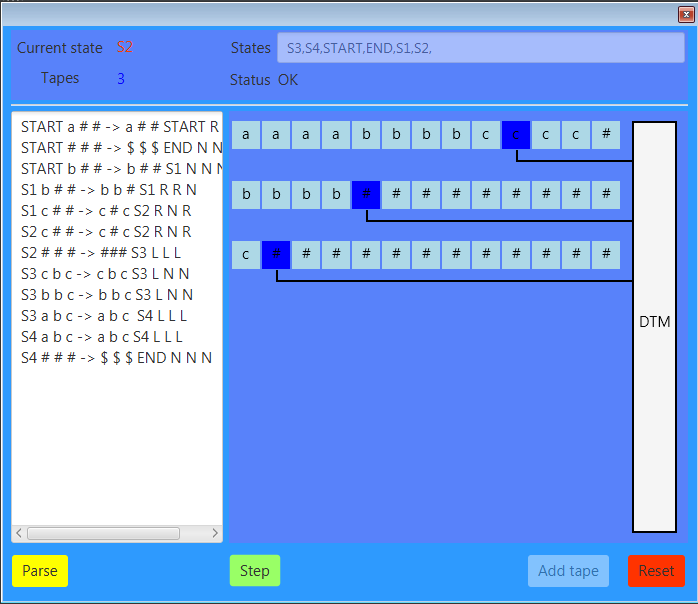 Current state S2 States S3,S4,START,END,S1,S2,
Tapes 3 Status OK
START a # # -> a # # START R
START # # # -> $ $ $ END N N
START b # # -> b # # S1 N N N
S1 b # # -> b b # S1 R R N
S1 c # # -> c # c S2 R N R
S2 c # # -> c # c S2 R N R
S2 # # # -> ### S3 L L L
S3 c b c -> c b c S3 L N N
S3 b b c -> b b c S3 L N N
S3 a b c -> a b c  S4 L L L
S4 a b c -> a b c S4 L L L
S4 # # # -> $ $ $ END N N N
a a a a b b b b c c c c #
b b b b # # # # # # # # #
c # # # # # # # # # # # #
DTM
Parse Step Add tape Reset